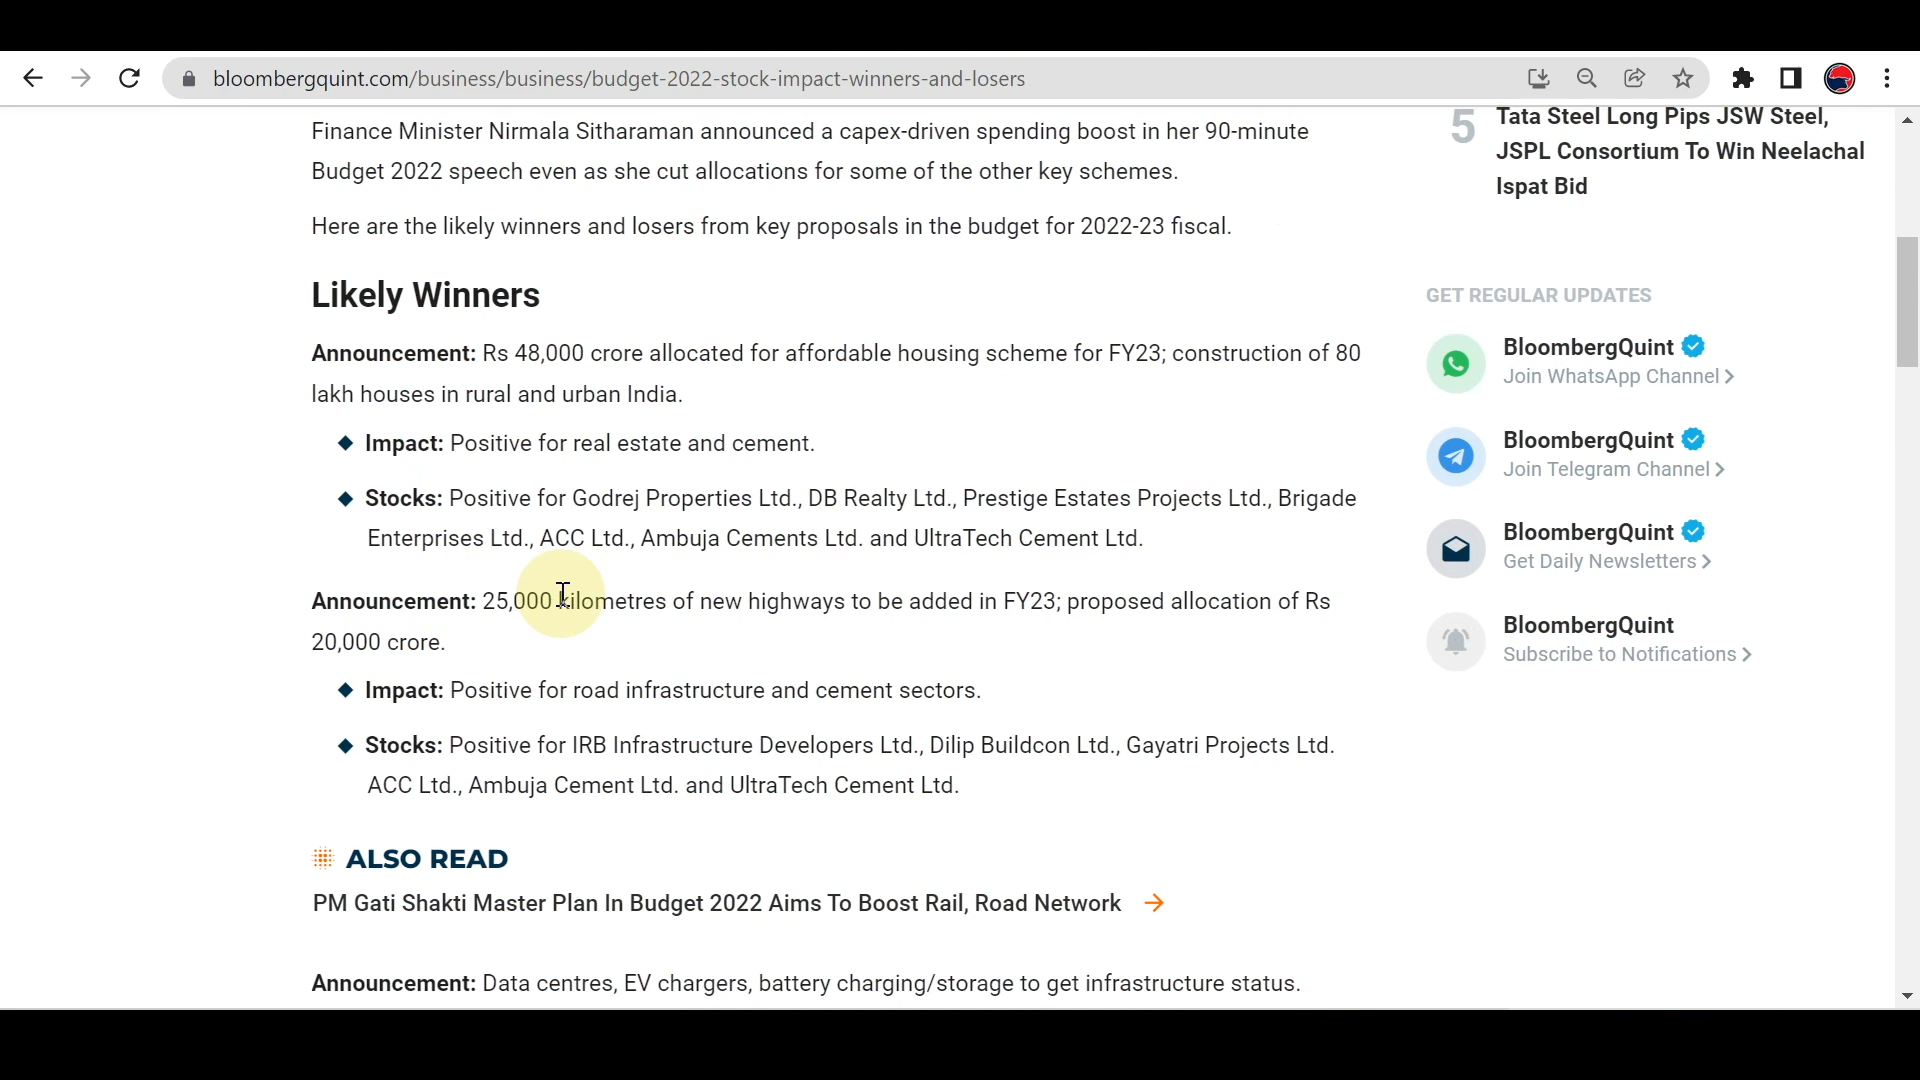 bloombergquint.com/business/business/budget-2022-stock-impact-winners-and-losers
Finance Minister Nirmala Sitharaman announced a capex-driven spending boost in her 90-minute
Budget 2022 speech even as she cut allocations for some of the other key schemes.
Here are the likely winners and losers from key proposals in the budget for 2022-23 fiscal.
Likely Winners
Announcement: Rs 48,000 crore allocated for affordable housing scheme for FY23; construction of 80
lakh houses in rural and urban India.
Impact: Positive for real estate and cement.
Stocks: Positive for Godrej Properties Ltd., DB Realty Ltd., Prestige Estates Projects Ltd., Brigade
Enterprises Ltd., ACC Ltd., Ambuja Cements Ltd. and UltraTech Cement Ltd.
Announcement: 25,000 kilometres of new highways to be added in FY23; proposed allocation of Rs
20,000 crore.
Impact: Positive for road infrastructure and cement sectors.
Stocks: Positive for IRB Infrastructure Developers Ltd., Dilip Buildcon Ltd., Gayatri Projects Ltd.
ACC Ltd., Ambuja Cement Ltd. and UltraTech Cement Ltd.
ALSO READ
PM Gati Shakti Master Plan In Budget 2022 Aims To Boost Rail, Road Network
Announcement: Data centres, EV chargers, battery charging/storage to get infrastructure status.
5 Tata Steel Long Pips JSW Steel,
JSPL Consortium To Win Neelachal
Ispat Bid
GET REGULAR UPDATES
BloombergQuint
Join WhatsApp Channel
BloombergQuint
Join Telegram Channel
BloombergQuint
Get Daily Newsletters
BloombergQuint
Subscribe to Notifications